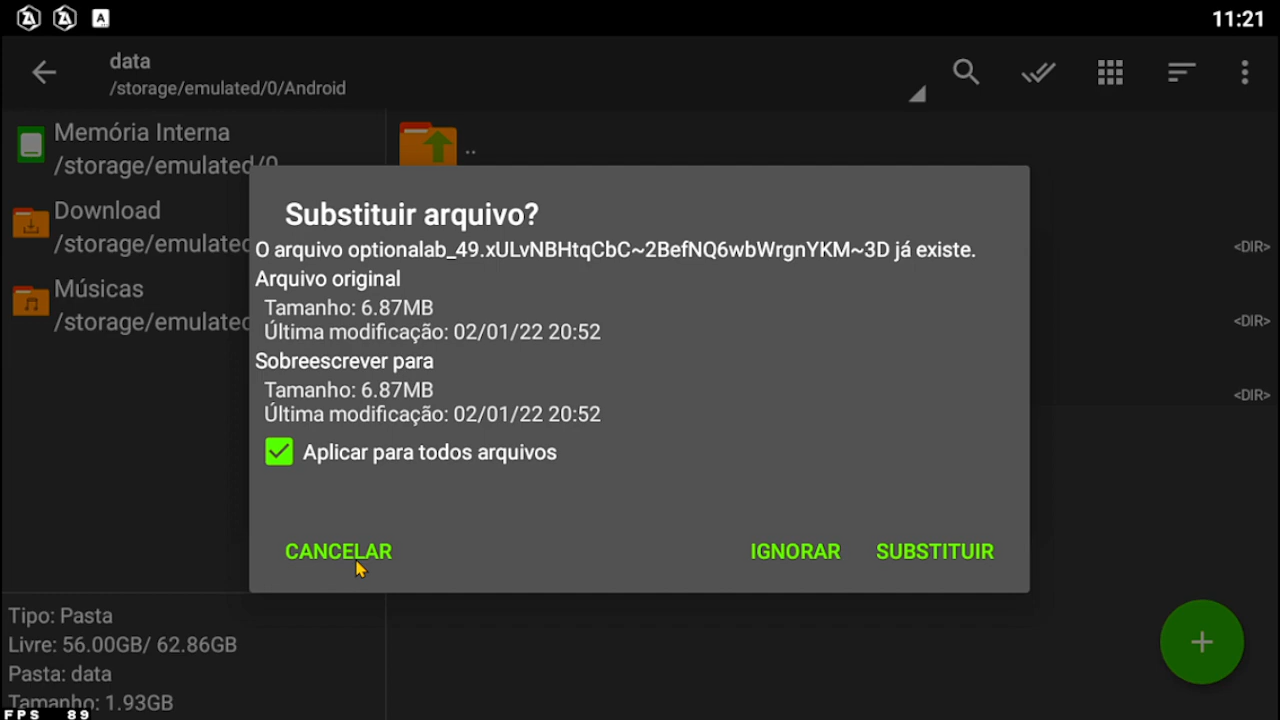 11:21
data
/storage/emulated/0/Android
Memória Interna
/storage/emulated/0
Download
/storage/emulated
Músicas
/storage/emulated
..
<DIR>
<DIR>
<DIR>
Substituir arquivo?
O arquivo optionalab_49.xULvNBHtqCbC~2BefNQ6wbWrgnYKM~3D já existe.
Arquivo original
Tamanho: 6.87MB
Última modificação: 02/01/22 20:52
Sobreescrever para
Tamanho: 6.87MB
Última modificação: 02/01/22 20:52
Aplicar para todos arquivos
CANCELAR
IGNORAR
SUBSTITUIR
Tipo: Pasta
Livre: 56.00GB/ 62.86GB
Pasta: data
Tamanho: 1.93GB
FPS 89